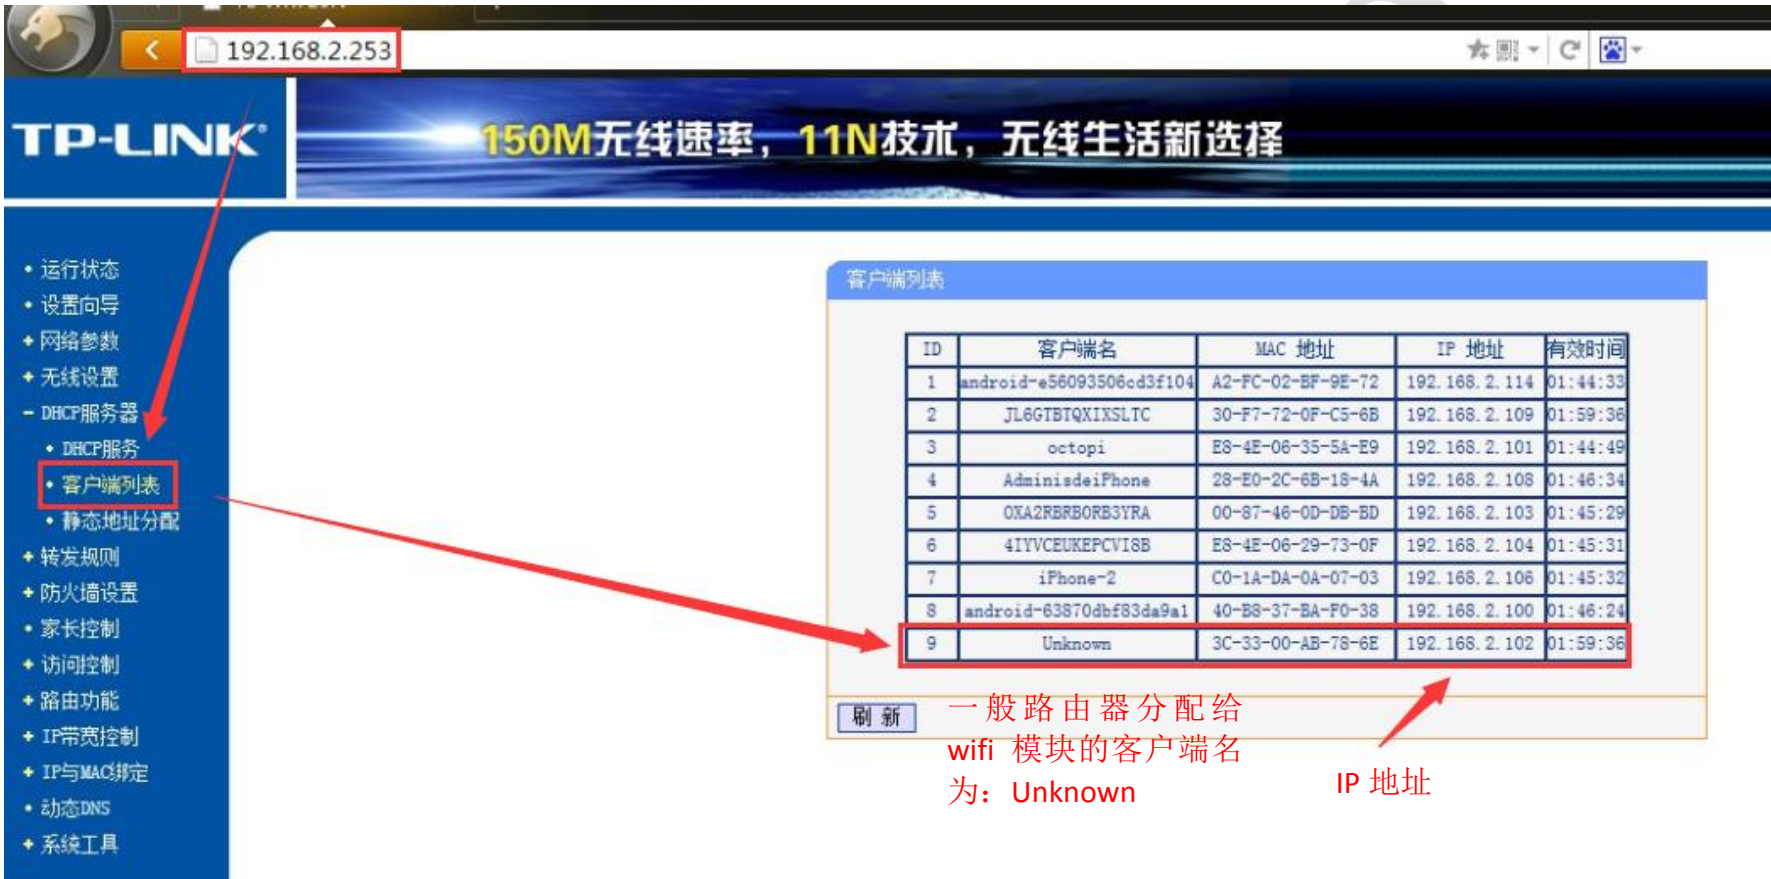 192.168.2.253
TP-LINK®
150M无线速率，11N技术，无线生活新选择
运行状态
设置向导
网络参数
无线设置
DHCP服务器
DHCP服务
客户端列表
静态地址分配
转发规则
防火墙设置
家长控制
访问控制
路由功能
IP带宽控制
IP与MAC绑定
动态DNS
系统工具
客户端列表
ID 客户端名 MAC 地址 IP 地址 有效时间
1 android-e56093506cd3f104 A2-FC-02-BF-9E-72 192.168.2.114 01:44:33
2 JL6GTBTQXIXSLTC 30-F7-72-0F-C5-6B 192.168.2.109 01:59:36
3 octopi E8-4E-06-35-5A-E9 192.168.2.101 01:44:49
4 AdminisdeiPhone 28-E0-2C-6B-18-4A 192.168.2.108 01:46:34
5 OXA2RBRBORB3YRA 00-87-46-0D-DB-BD 192.168.2.103 01:45:29
6 4IYVCEUKEPCVI8B E8-4E-06-29-73-0F 192.168.2.104 01:45:31
7 iPhone-2 C0-1A-DA-0A-07-03 192.168.2.106 01:45:32
8 android-63870dbf83da9a1 40-B8-37-BA-F0-38 192.168.2.100 01:46:24
9 Unknown 3C-33-00-AB-78-6E 192.168.2.102 01:59:36
刷 新
一般路由器分配给
wifi 模块的客户端名
为：Unknown
IP 地址